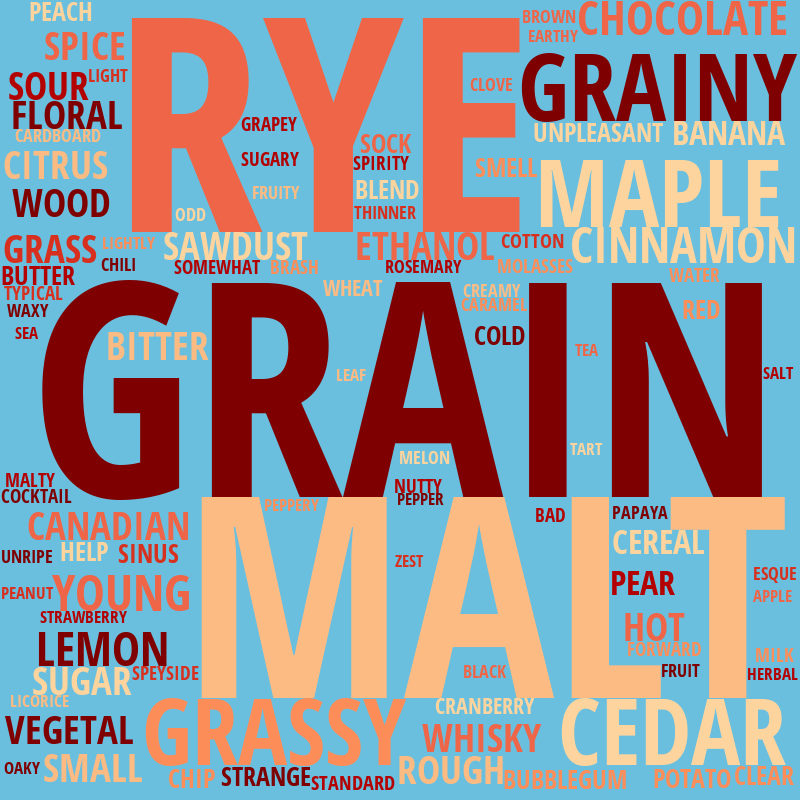 PEACH
BROWN
CHOCOLATE
RYE
SPICE
EARTHY
LIGHT
SOUR
CLOVE
GRAINY
FLORAL
GRAPEY
CARDBOARD
SOCK
UNPLEASANT
BANANA
CITRUS
SUGARY
SPIRITY
SMELL
MAPLE
WOOD
FRUITY
BLEND
ODD
THINNER
GRASS
LIGHTLY
SAWDUST
ETHANOL
COTTON
CINNAMON
CHILI
SOMEWHAT
BRASH
ROSEMARY
MOLASSES
BUTTER
WATER
TYPICAL
WHEAT
CREAMY
CARAMEL
WAXY
RED
SEA
BITTER
COLD
GRAIN
TEA
LEAF
SALT
TART
MELON
MALTY
NUTTY
COCKTAIL
PEPPER
PEPPERY
BAD
PAPAYA
CANADIAN
MALT
CEREAL
UNRIPE
HELP
SINUS
ZEST
ESQUE
PEAR
PEANUT
YOUNG
APPLE
STRAWBERRY
HOT
LEMON
FORWARD
MILK
SUGAR
SPEYSIDE
BLACK
FRUIT
HERBAL
LICORICE
CRANBERRY
VEGETAL
GRASSY
WHISKY
CEDAR
OAKY
SMALL
CHIP
STRANGE
STANDARD
ROUGH
BUBBLEGUM
POTATO
CLEAR